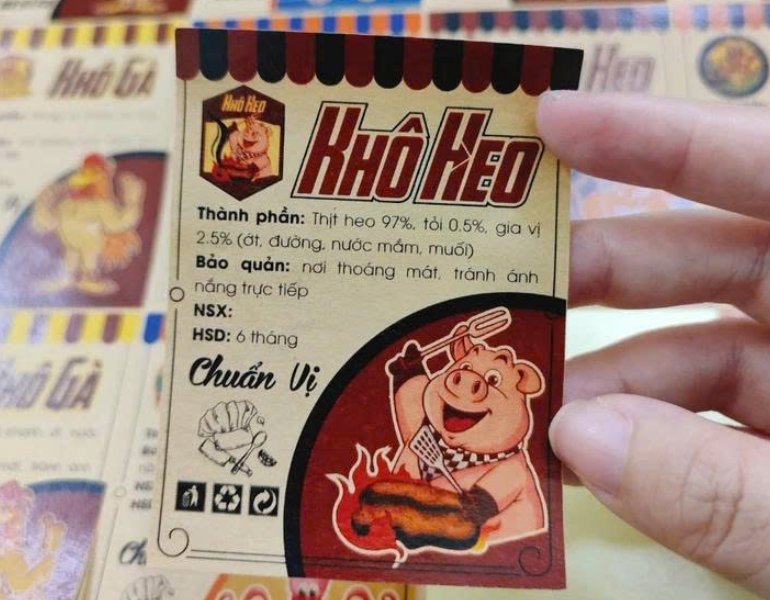 KHÔ GÀ
HEO
KHÔ HEO
KHÔ HEO
Thành phần: Thịt heo 97%, tỏi 0.5%, gia vị
2.5% (ớt, đường, nước mắm, muối)
Bảo quản: nơi thoáng mát, tránh ánh
nắng trực tiếp
NSX:
HSD: 6 tháng
Chuẩn Vị
KHÔ GÀ